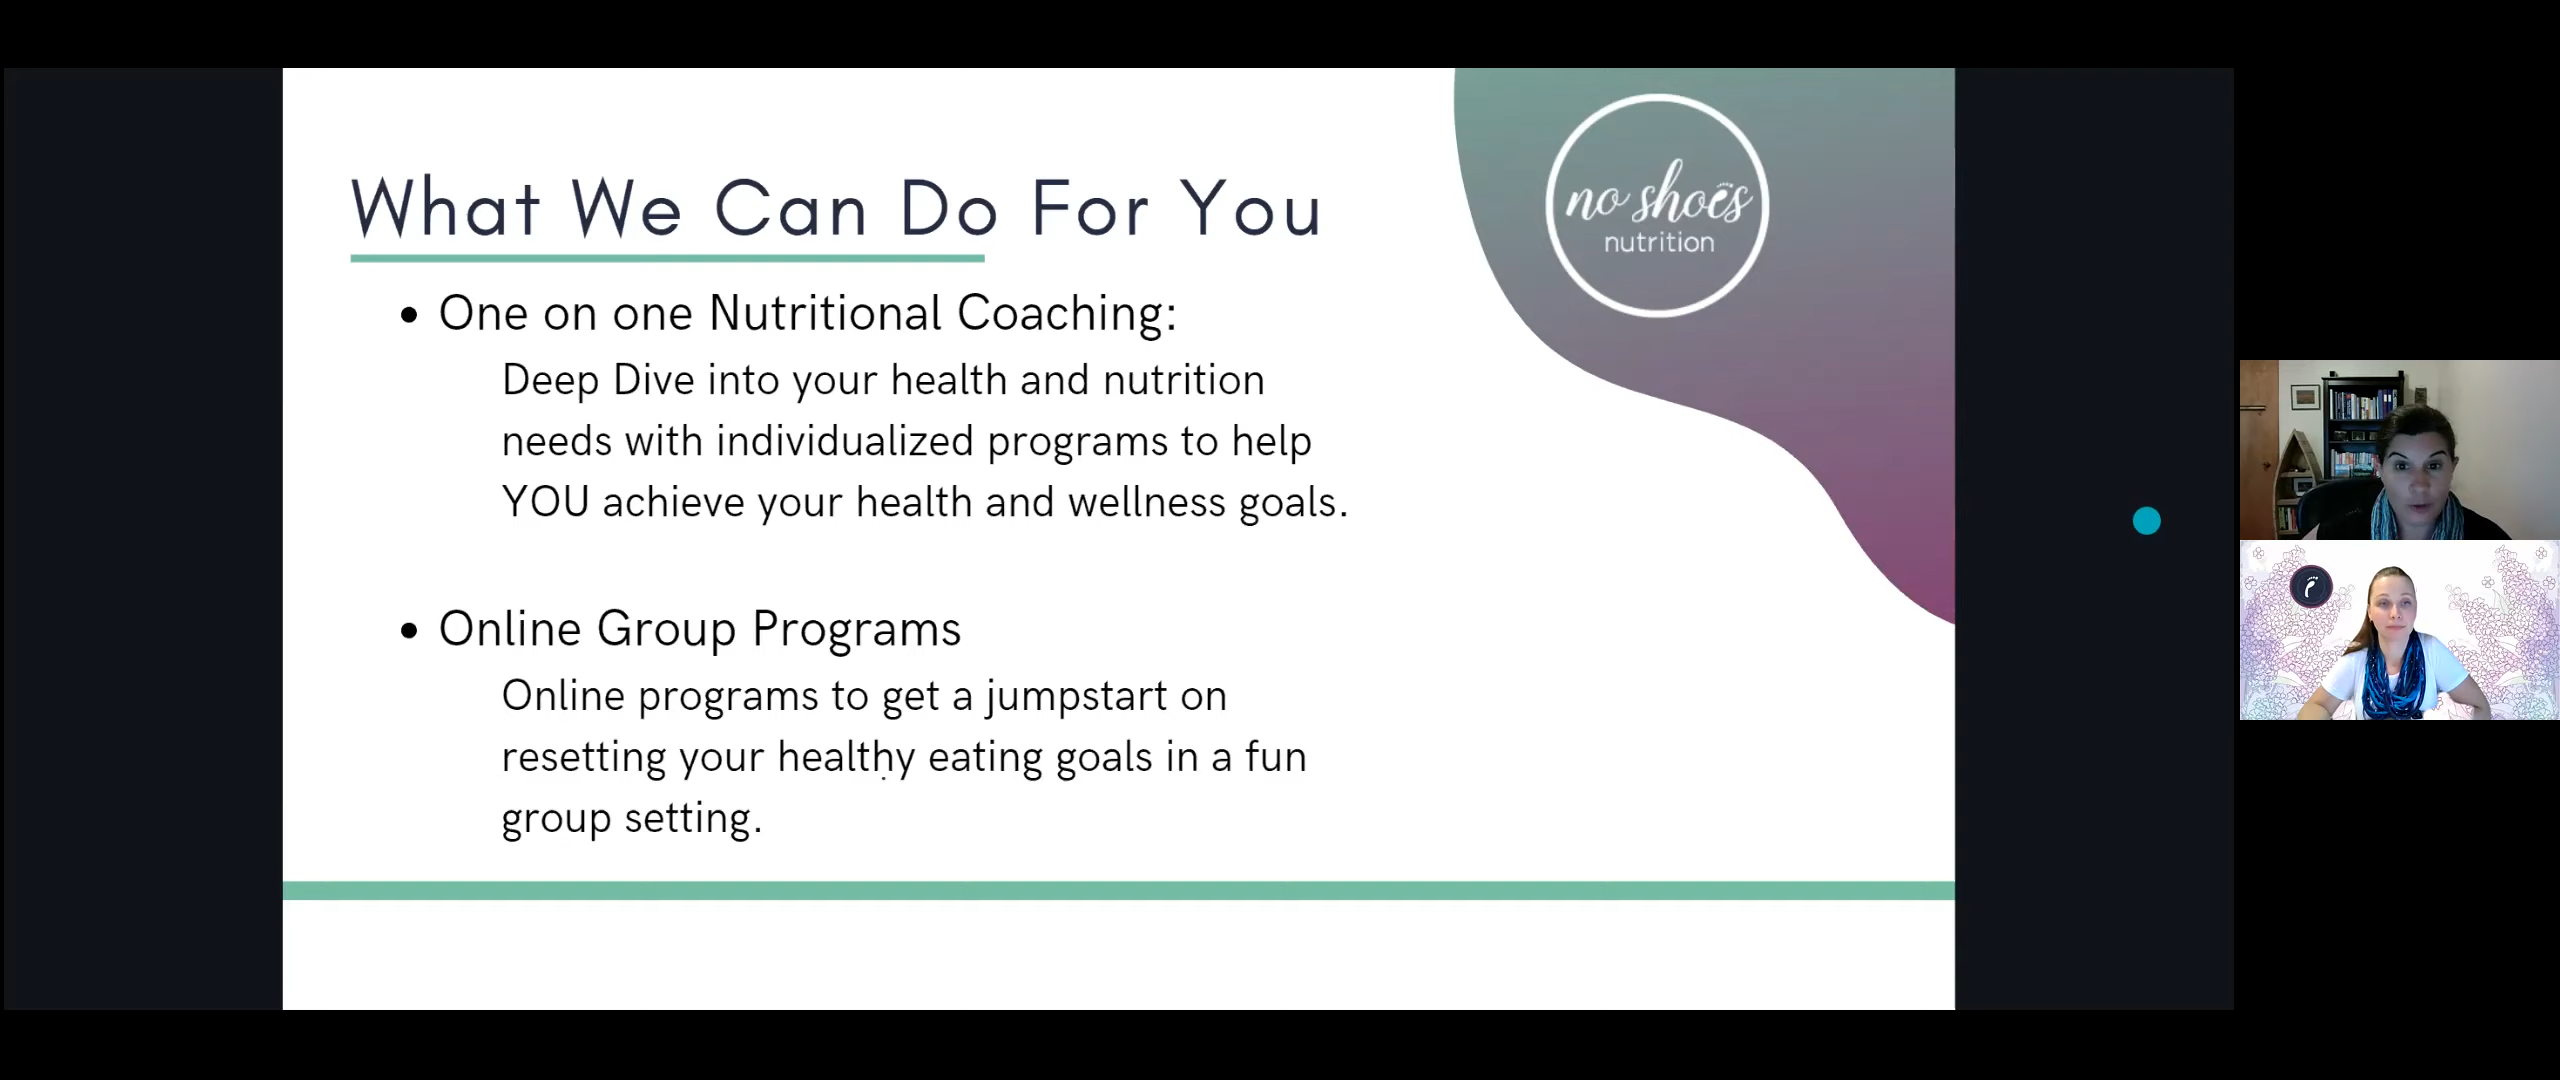 What We Can Do For You
no shoes
nutrition
• One on one Nutritional Coaching:
Deep Dive into your health and nutrition
needs with individualized programs to help
YOU achieve your health and wellness goals.
• Online Group Programs
Online programs to get a jumpstart on
resetting your healthy eating goals in a fun
group setting.